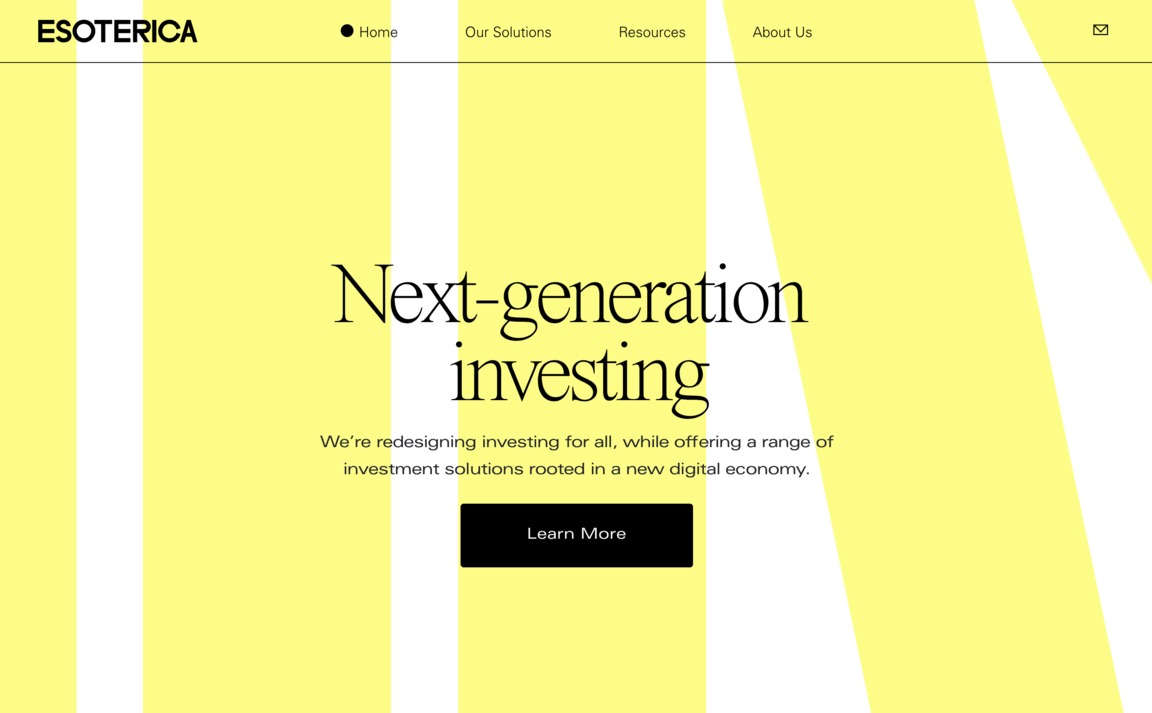 ESOTERICA
Home
Our Solutions
Resources
About Us
Next-generation
investing
We’re redesigning investing for all, while offering a range of
investment solutions rooted in a new digital economy.
Learn More